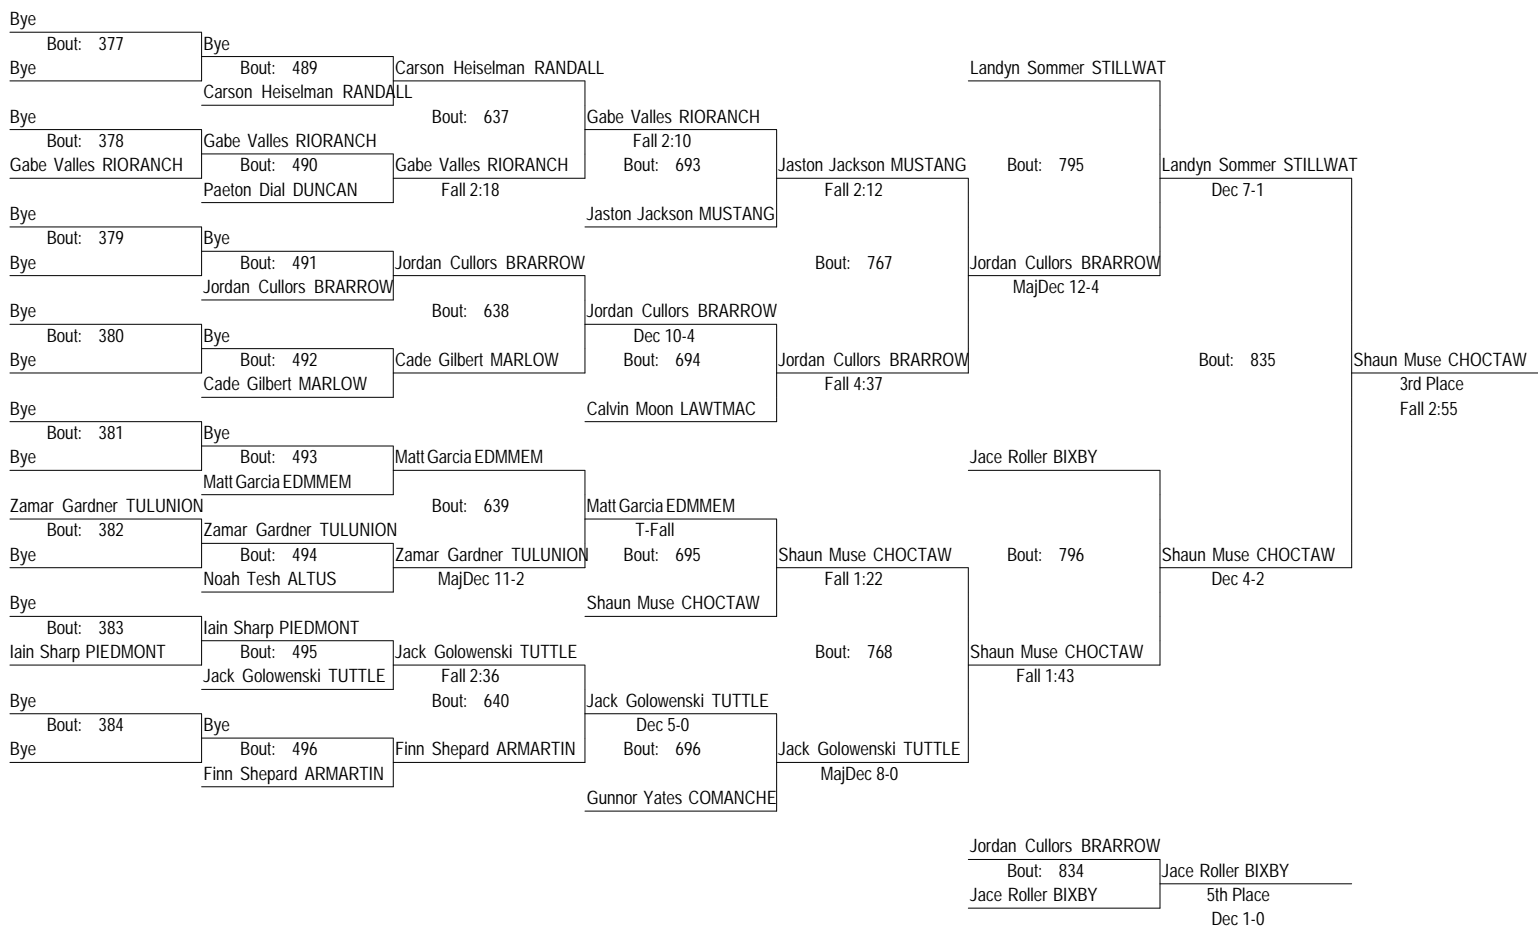 Bye
Bout: 377
Bye
Bye
Bout: 378
Gabe Valles RIORANCH
Bye
Bout: 379
Bye
Bye
Bout: 380
Bye
Bye
Bout: 381
Bye
Zamar Gardner TULUNION
Bout: 382
Bye
Bye
Bout: 383
Iain Sharp PIEDMONT
Bye
Bout: 384
Bye
Bye
Bout: 489
Carson Heiselman RANDALL
Gabe Valles RIORANCH
Bout: 490
Paeton Dial DUNCAN
Bye
Bout: 491
Jordan Cullors BRARROW
Bye
Bout: 492
Cade Gilbert MARLOW
Bye
Bout: 493
Matt Garcia EDMMEM
Zamar Gardner TULUNION
Bout: 494
Noah Tesh ALTUS
Iain Sharp PIEDMONT
Bout: 495
Jack Golowenski TUTTLE
Bye
Bout: 496
Finn Shepard ARMARTIN
Carson Heiselman RANDALL
Bout: 637
Gabe Valles RIORANCH
Fall 2:18
Jordan Cullors BRARROW
Bout: 638
Cade Gilbert MARLOW
Matt Garcia EDMMEM
Bout: 639
Zamar Gardner TULUNION
MajDec 11-2
Jack Golowenski TUTTLE
Fall 2:36
Bout: 640
Finn Shepard ARMARTIN
Gabe Valles RIORANCH
Fall 2:10
Bout: 693
Jaston Jackson MUSTANG
Jordan Cullors BRARROW
Dec 10-4
Bout: 694
Calvin Moon LAWTMAC
Matt Garcia EDMMEM
T-Fall
Bout: 695
Shaun Muse CHOCTAW
Jack Golowenski TUTTLE
Dec 5-0
Bout: 696
Gunnor Yates COMANCHE
Jaston Jackson MUSTANG
Fall 2:12
Bout: 767
Jordan Cullors BRARROW
Fall 4:37
Shaun Muse CHOCTAW
Fall 1:22
Bout: 768
Jack Golowenski TUTTLE
MajDec 8-0
Landyn Sommer STILLWAT
Bout: 795
Jordan Cullors BRARROW
MajDec 12-4
Jace Roller BIXBY
Bout: 796
Shaun Muse CHOCTAW
Fall 1:43
Landyn Sommer STILLWAT
Dec 7-1
Bout: 835
Shaun Muse CHOCTAW
Dec 4-2
Shaun Muse CHOCTAW
3rd Place
Fall 2:55
Jordan Cullors BRARROW
Bout: 834
Jace Roller BIXBY
Jace Roller BIXBY
5th Place
Dec 1-0